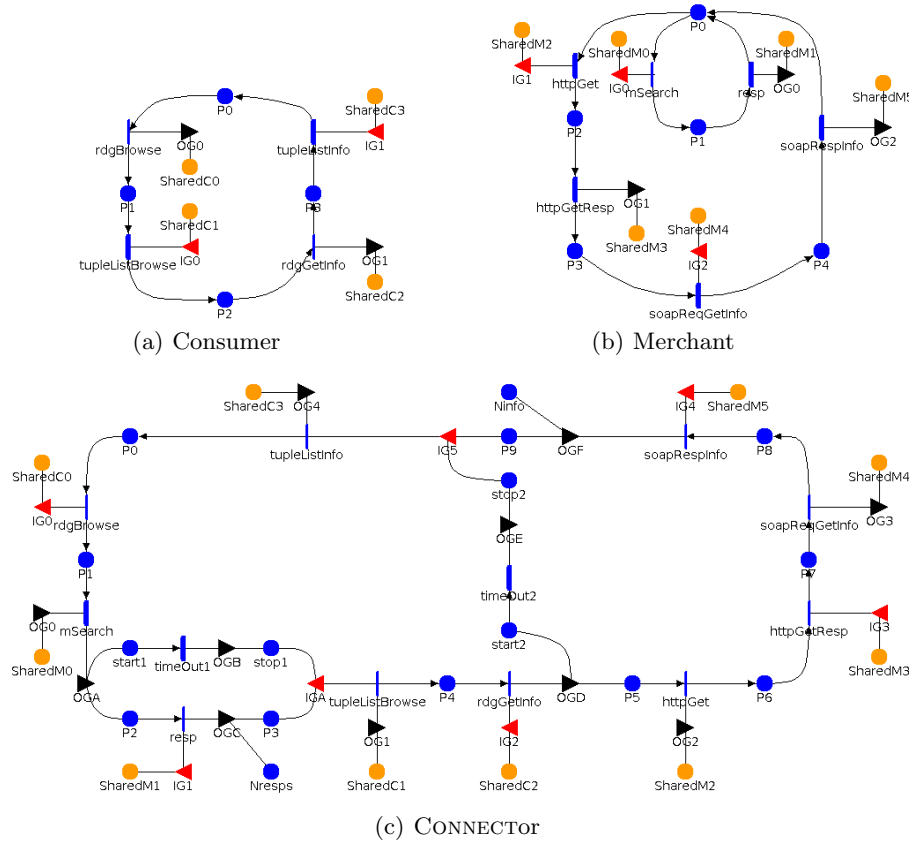 SharedC3
P0
IG1
rdgBrowse
OG0
tupleListInfo
SharedC0
P1
SharedC1
P3
tupleListBrowse
IG0
rdgGetInfo
OG1
SharedC2
P2
(a) Consumer
SharedM2
P0
SharedM0
SharedM1
IG1
httpGet
IG0
mSearch
resp
OG0
SharedM5
P2
P1
soapRespInfo
OG2
httpGetResp
OG1
SharedM4
SharedM3
P3
IG2
P4
soapReqGetInfo
(b) Merchant
SharedC3
OG4
Ninfo
IG4
SharedM5
P0
tupleListInfo
IG5
P9
OGF
soapRespInfo
P8
SharedC0
SharedM4
stop2
IG0
rdgBrowse
OGE
soapReqGetInfo
OG3
P1
P7
timeOut2
OG0
mSearch
httpGetResp
IG3
start2
SharedM0
start1
timeOut1
OGB
stop1
SharedM3
OGA
IGA
tupleListBrowse
P4
rdgGetInfo
OGD
P5
httpGet
P6
P2
resp
OGC
P3
OG1
IG2
OG2
SharedM1
IG1
Nresps
SharedC1
SharedC2
SharedM2
(c) CONNECTor